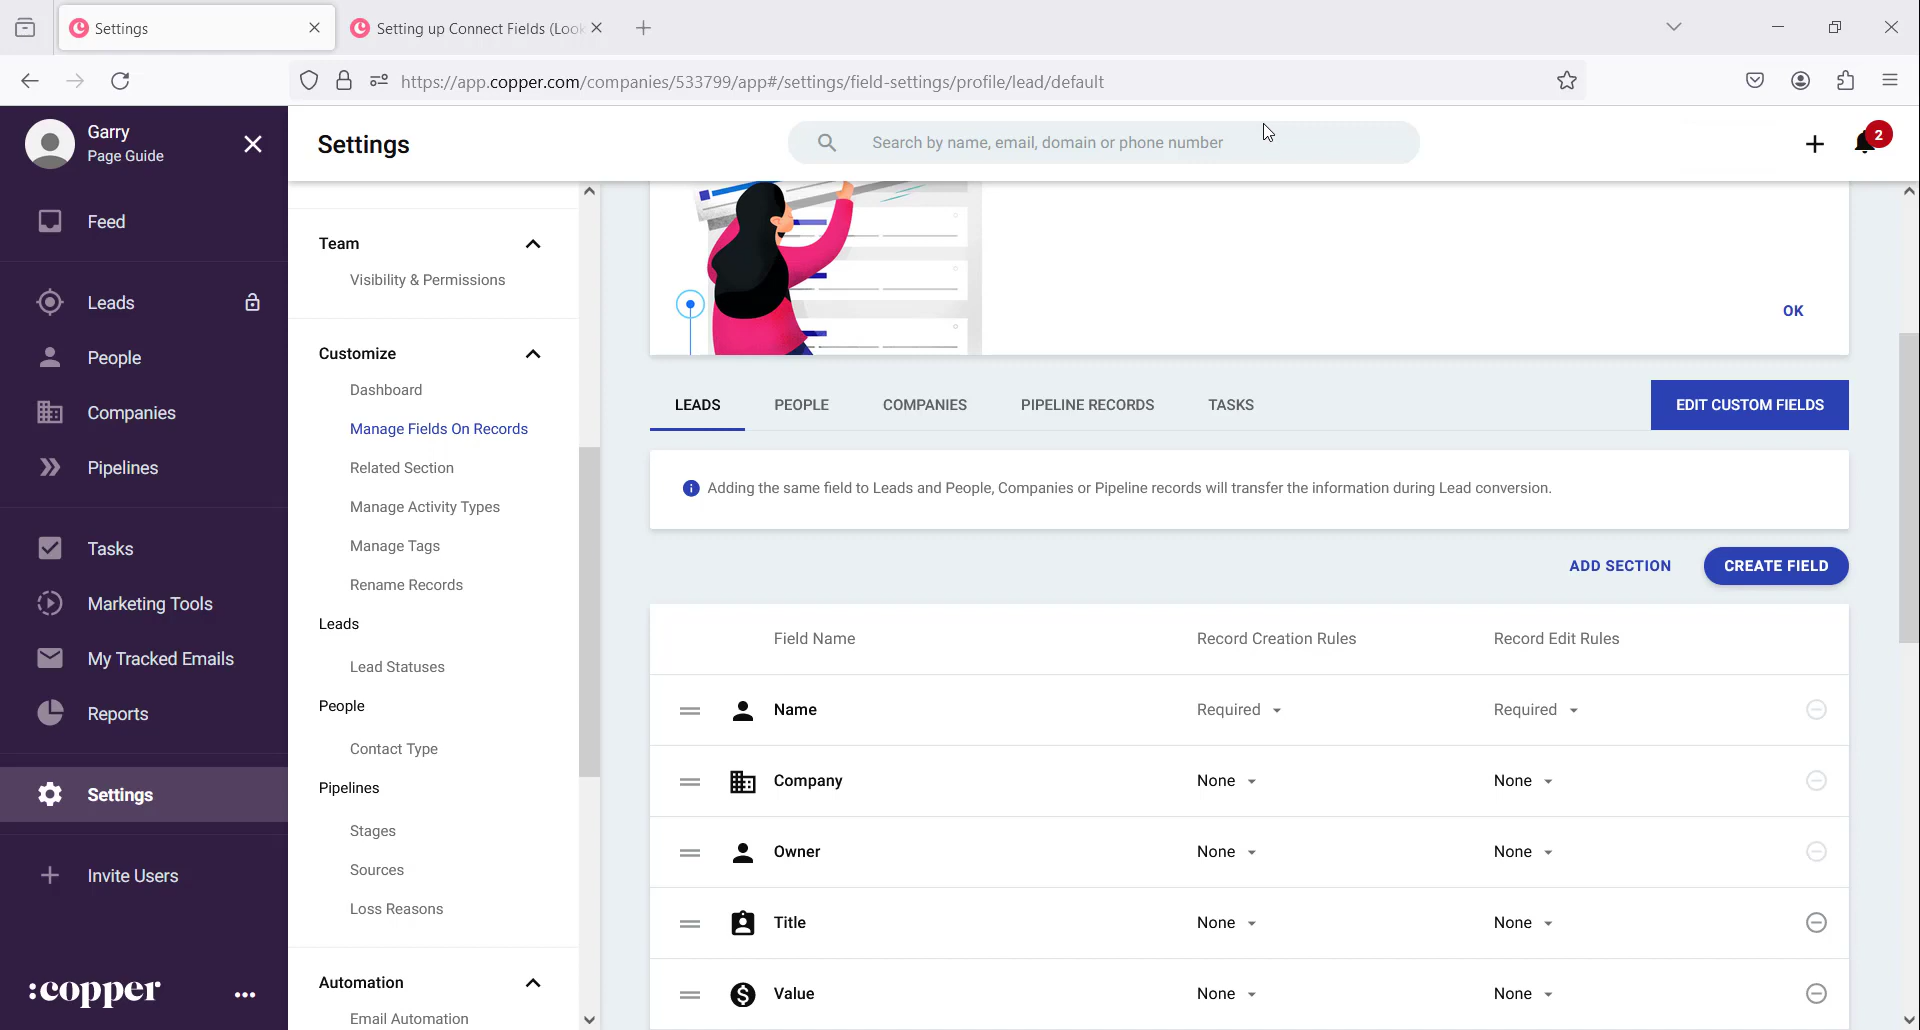 Settings
Setting up Connect Fields (Look
https://app.copper.com/companies/533799/app#/settings/field-settings/profile/lead/default
Garry
Page Guide
Settings
Search by name, email, domain or phone number
2
Feed
Leads
People
Companies
Pipelines
Tasks
Marketing Tools
My Tracked Emails
Reports
Settings
Invite Users
:copper
Team
Visibility & Permissions
Customize
Dashboard
Manage Fields On Records
Related Section
Manage Activity Types
Manage Tags
Rename Records
Leads
Lead Statuses
People
Contact Type
Pipelines
Stages
Sources
Loss Reasons
Automation
Email Automation
OK
LEADS PEOPLE COMPANIES PIPELINE RECORDS TASKS EDIT CUSTOM FIELDS
Adding the same field to Leads and People, Companies or Pipeline records will transfer the information during Lead conversion.
ADD SECTION CREATE FIELD
Field Name Record Creation Rules Record Edit Rules
Name Required Required
Company None None
Owner None None
Title None None
Value None None